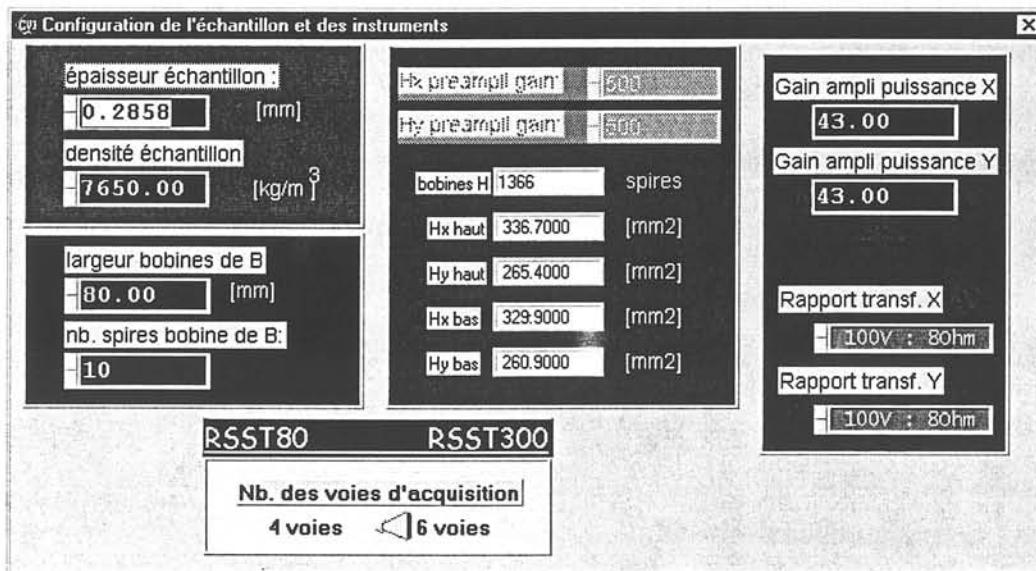 CVI Configuration de l'échantillon et des instruments
épaisseur échantillon :
0.2858 [mm]
densité échantillon
7650.00 [kg/m3]
largeur bobines de B
80.00 [mm]
nb. spires bobine de B:
10
Hx preampli gain: 500
Hy preampli gain: 500
bobines H 1366 spires
Hx haut 336.7000 [mm2]
Hy haut 265.4000 [mm2]
Hx bas 329.9000 [mm2]
Hy bas 260.9000 [mm2]
Gain ampli puissance X
43.00
Gain ampli puissance Y
43.00
Rapport transf. X
100V : 8Ohm
Rapport transf. Y
100V : 8Ohm
RSST80 RSST300
Nb. des voies d'acquisition
4 voies 6 voies